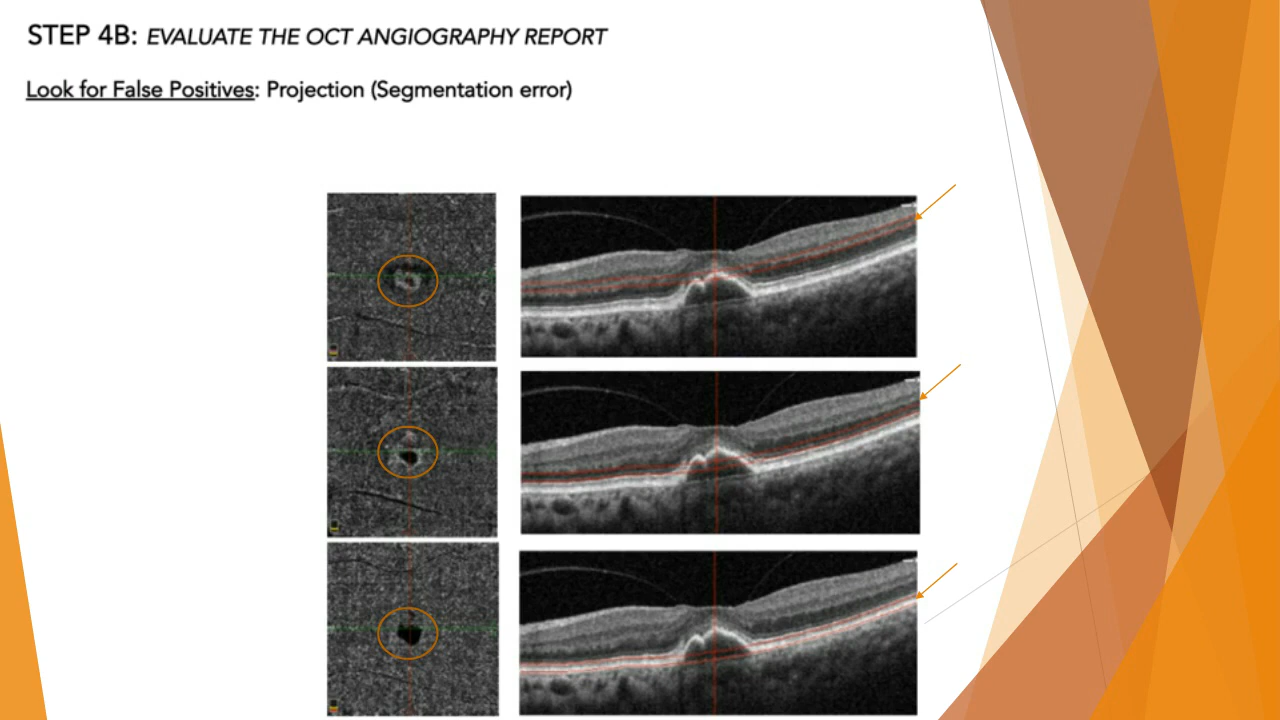 STEP 4B: EVALUATE THE OCT ANGIOGRAPHY REPORT
Look for False Positives: Projection (Segmentation error)